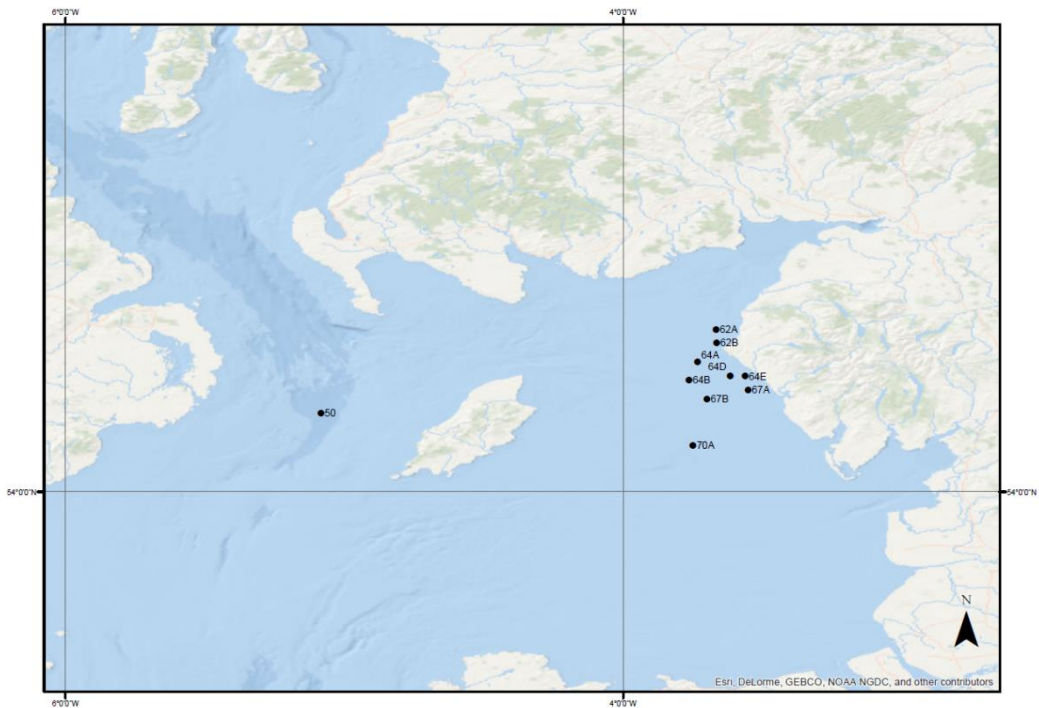 6°0'0"W 4°0'0"W
62A
62B
64A
64D
64B 64E
67A
67B
50
70A
54°0'0"N 54°0'0"N
N
Esri, DeLorme, GEBCO, NOAA NGDC, and other contributors
6°0'0"W 4°0'0"W